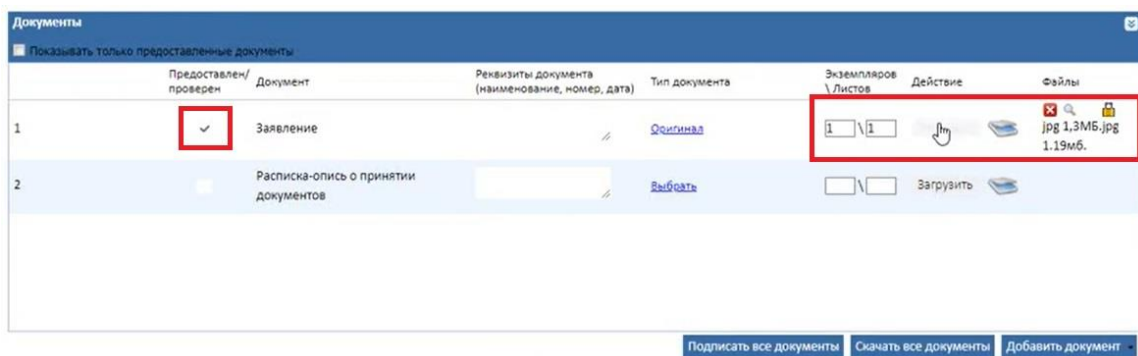 Документы
Показывать только предоставленные документы
Предоставлен/ проверен
Документ
Реквизиты документа (наименование, номер, дата)
Тип документа
Экземпляров \ Листов
Действие
Файлы
1
Заявление
Оригинал
1 \ 1
jpg 1,3МБ.jpg
1.19мб.
2
Расписка-опись о принятии
документов
Выбрать
\
Загрузить
Подписать все документы
Скачать все документы
Добавить документ